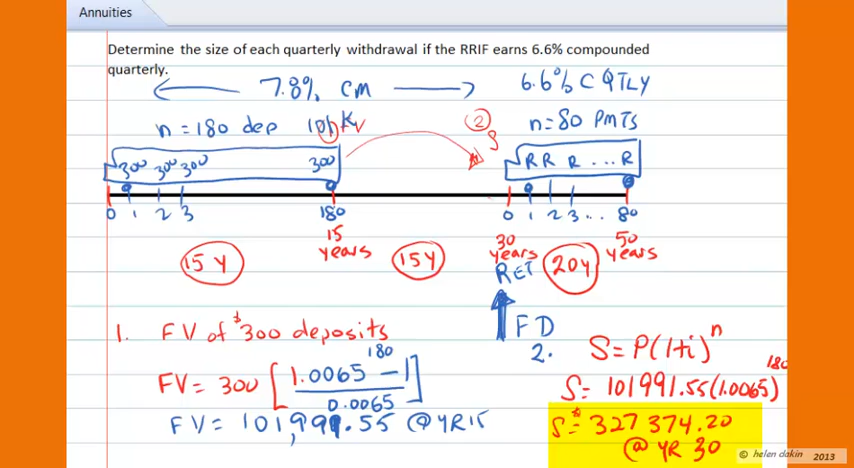 Annuities
Determine the size of each quarterly withdrawal if the RRIF earns 6.6% compounded
quarterly.
7.8% CM 6.6% C QTLY
n = 180 dep 101 K FV 2 n = 80 PMTS
S
300 300 300 300 R R R ... R
0 1 2 3 180 0 1 2 3 .. 80
15 years 30 years 50 years
15 Y 15 Y RET 20 Y
FD
1. FV of $300 deposits
2. S = P(1+i)^n
FV = 300 [1.0065^180 - 1 / 0.0065]
S = 101991.55(1.0065)^180
FV = 101,991.55 @ YR 15
S = $327 374.20
@ YR 30
© helen dakin 2013